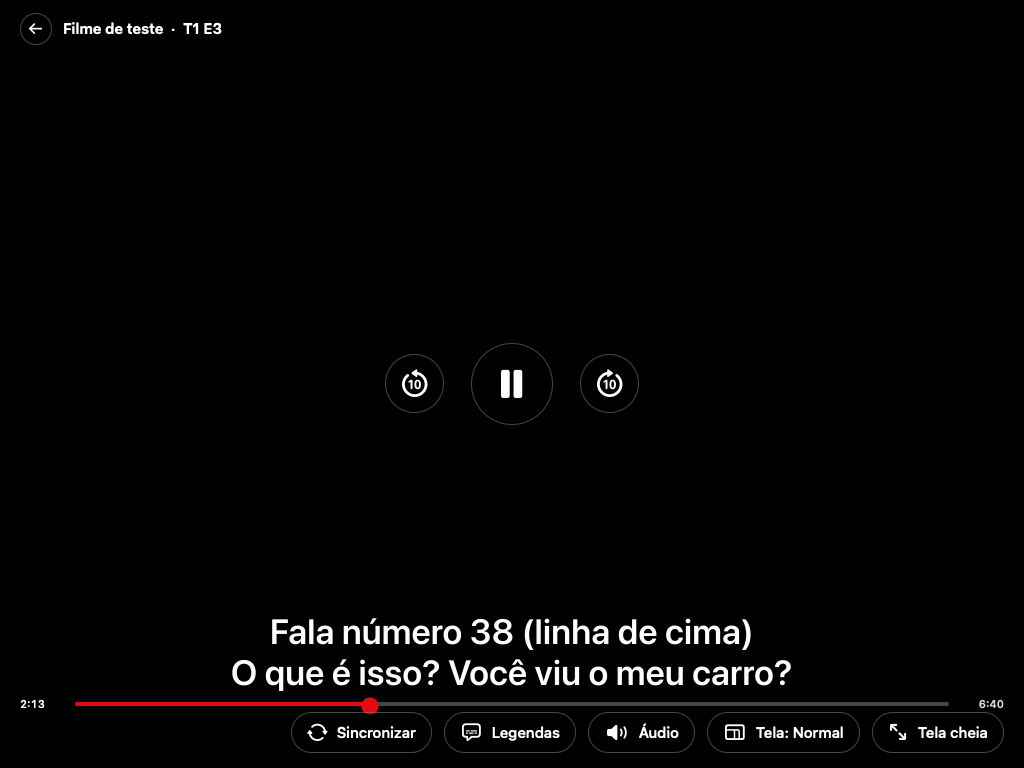 Filme de teste · T1 E3
10
10
Fala número 38 (linha de cima)
O que é isso? Você viu o meu carro?
2:13
6:40
Sincronizar
Legendas
Áudio
Tela: Normal
Tela cheia